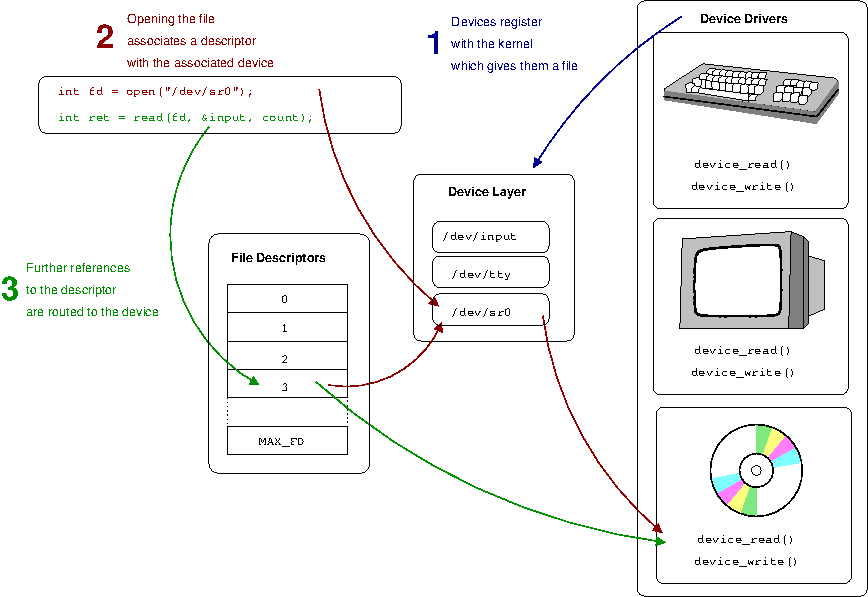 2
Opening the file
associates a descriptor
with the associated device
int fd = open("/dev/sr0");
int ret = read(fd, &input, count);
1
Devices register
with the kernel
which gives them a file
Device Drivers
device_read()
device_write()
device_read()
device_write()
device_read()
device_write()
Device Layer
/dev/input
/dev/tty
/dev/sr0
File Descriptors
0
1
2
3
MAX_FD
3
Further references
to the descriptor
are routed to the device